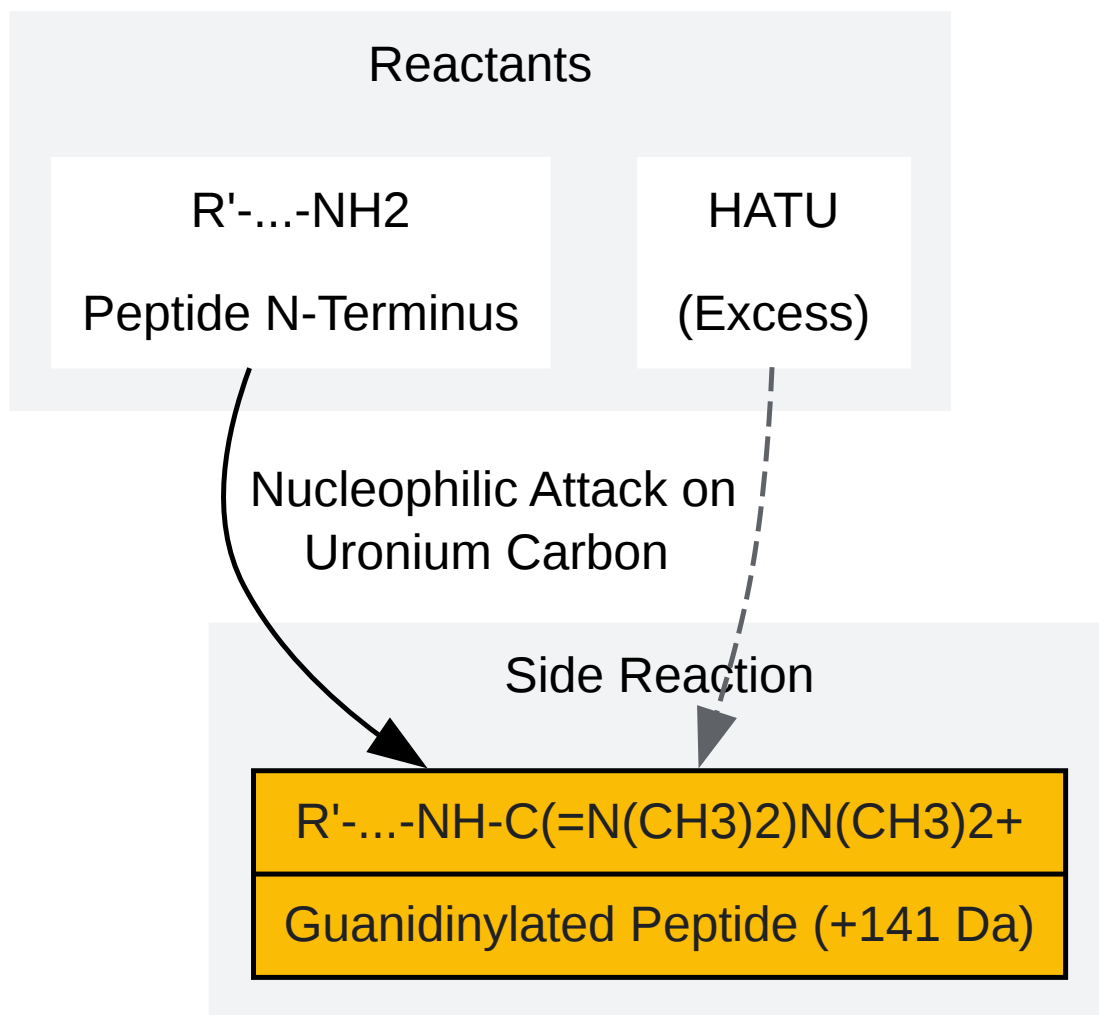 Reactants
R'-...-NH2
Peptide N-Terminus
HATU
(Excess)
Nucleophilic Attack on
Uronium Carbon
Side Reaction
R'-...-NH-C(=N(CH3)2)N(CH3)2+
Guanidinylated Peptide (+141 Da)